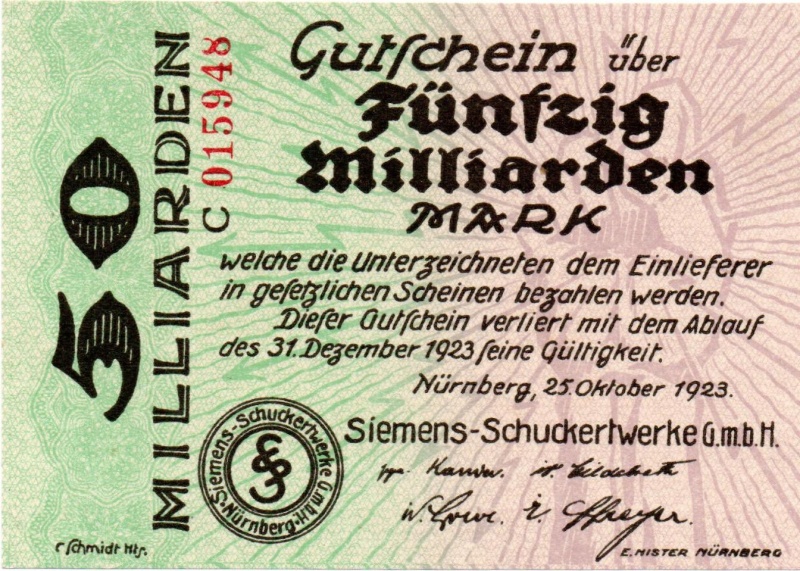 50
MILLIARDEN
C 015948
Gutſchein über
Fünfzig
Milliarden
MARK
welche die Unterzeichneten dem Einlieferer
in geſetzlichen Scheinen bezahlen werden.
Dieſer Gutſchein verliert mit dem Ablauf
des 31. Dezember 1923 ſeine Gültigkeit.
Nürnberg, 25. Oktober 1923.
Siemens-Schuckertwerke G.m.b.H.
Siemens-Schuckertwerke G.m.b.H.
Nürnberg
ppa.
C Schmidt
E. NISTER NÜRNBERG